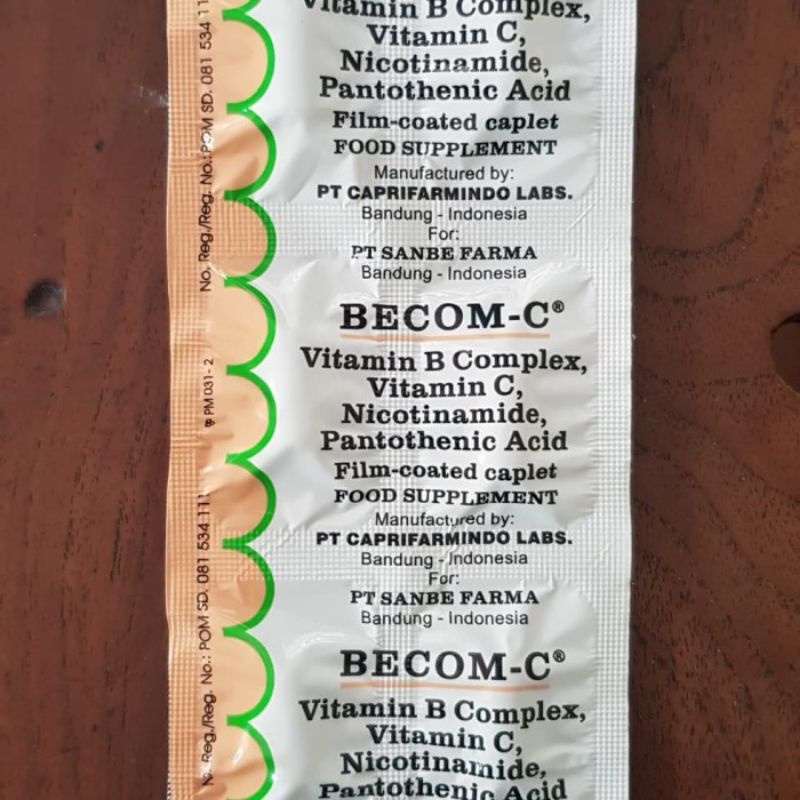 Vitamin B Complex,
Vitamin C,
Nicotinamide,
Pantothenic Acid
Film-coated caplet
FOOD SUPPLEMENT
Manufactured by:
PT CAPRIFARMINDO LABS.
Bandung - Indonesia
For:
PT SANBE FARMA
Bandung - Indonesia
BECOM-C®
Vitamin B Complex,
Vitamin C,
Nicotinamide,
Pantothenic Acid
Film-coated caplet
FOOD SUPPLEMENT
Manufactured by:
PT CAPRIFARMINDO LABS.
Bandung - Indonesia
For:
PT SANBE FARMA
Bandung - Indonesia
BECOM-C®
Vitamin B Complex,
Vitamin C,
Nicotinamide,
Pantothenic Acid
No. Reg./Reg. No.: POM SD. 081 534 11
PM 031 - 2
Reg./Reg. No.: POM SD. 081 534 111